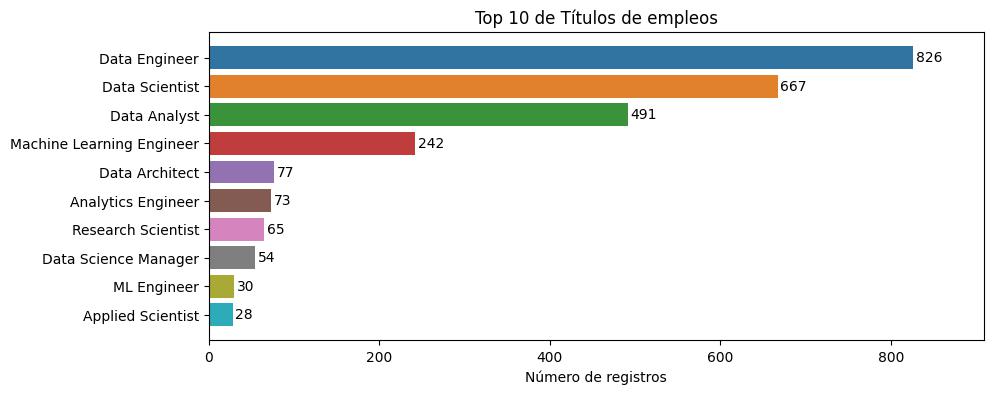 Top 10 de Títulos de empleos
Data Engineer 826
Data Scientist 667
Data Analyst 491
Machine Learning Engineer 242
Data Architect 77
Analytics Engineer 73
Research Scientist 65
Data Science Manager 54
ML Engineer 30
Applied Scientist 28
0 200 400 600 800
Número de registros